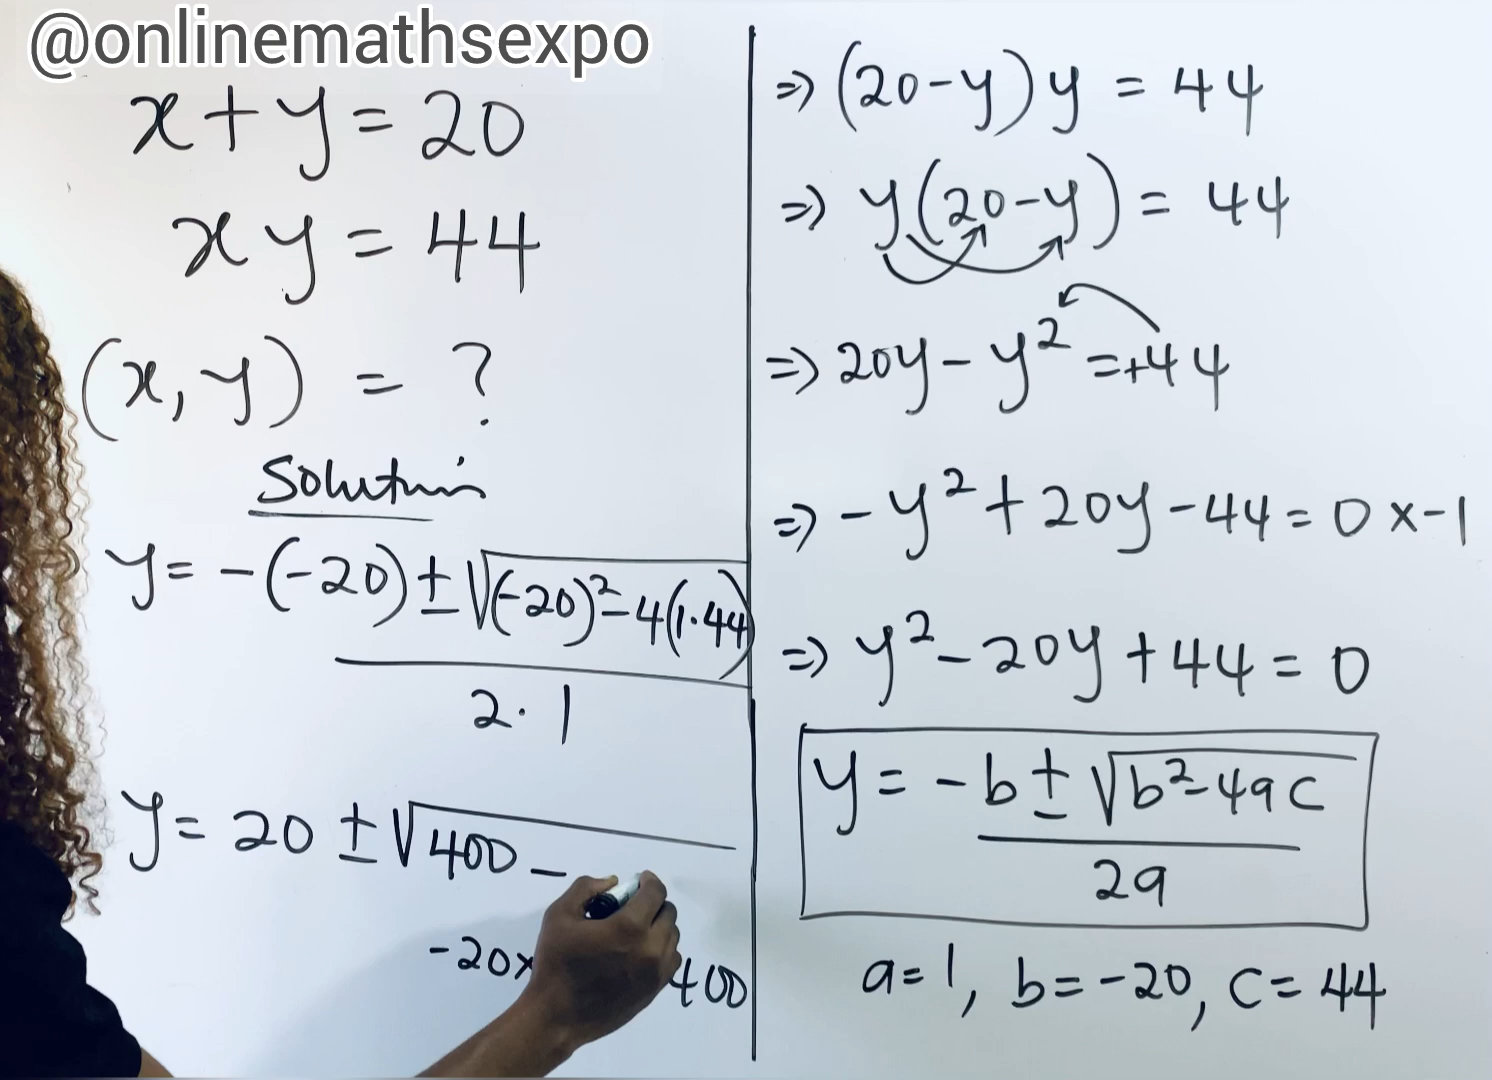 @onlinemathsexpo
x+y=20
xy=44
(x,y) = ?
Solution
y= -(-20)±√(-20)²-4(1·44)
2·1
y= 20 ±√400 -
-20x
400
⇒ (20-y)y = 44
⇒ y(20-y) = 44
⇒ 20y - y² =+44
⇒ -y²+20y-44=0 x-1
⇒ y²-20y+44=0
y = -b ± √b²-4ac
2a
a=1, b=-20, c=44